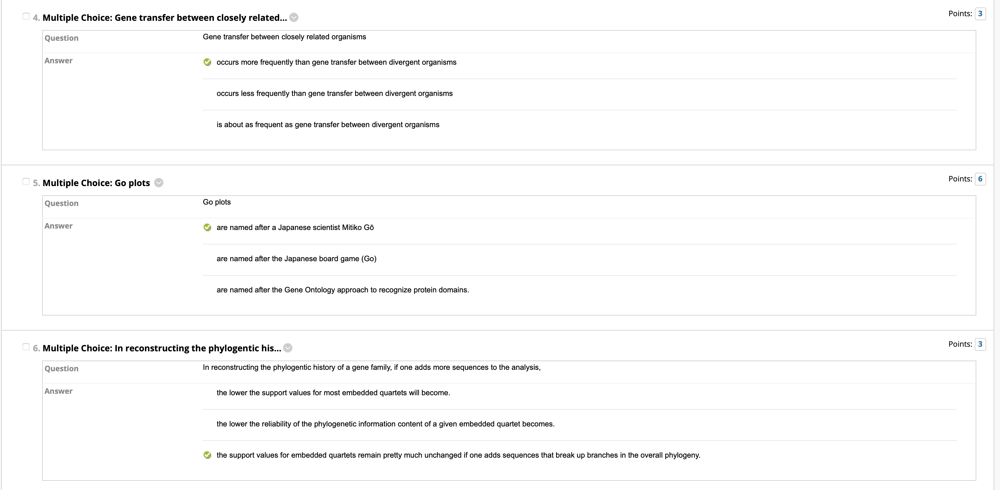 4. Multiple Choice: Gene transfer between closely related...
Points: 3
Question
Gene transfer between closely related organisms
Answer
occurs more frequently than gene transfer between divergent organisms
occurs less frequently than gene transfer between divergent organisms
is about as frequent as gene transfer between divergent organisms
5. Multiple Choice: Go plots
Points: 6
Question
Go plots
Answer
are named after a Japanese scientist Mitiko Gō
are named after the Japanese board game (Go)
are named after the Gene Ontology approach to recognize protein domains.
6. Multiple Choice: In reconstructing the phylogentic his...
Points: 3
Question
In reconstructing the phylogentic history of a gene family, if one adds more sequences to the analysis,
Answer
the lower the support values for most embedded quartets will become.
the lower the reliability of the phylogenetic information content of a given embedded quartet becomes.
the support values for embedded quartets remain pretty much unchanged if one adds sequences that break up branches in the overall phylogeny.